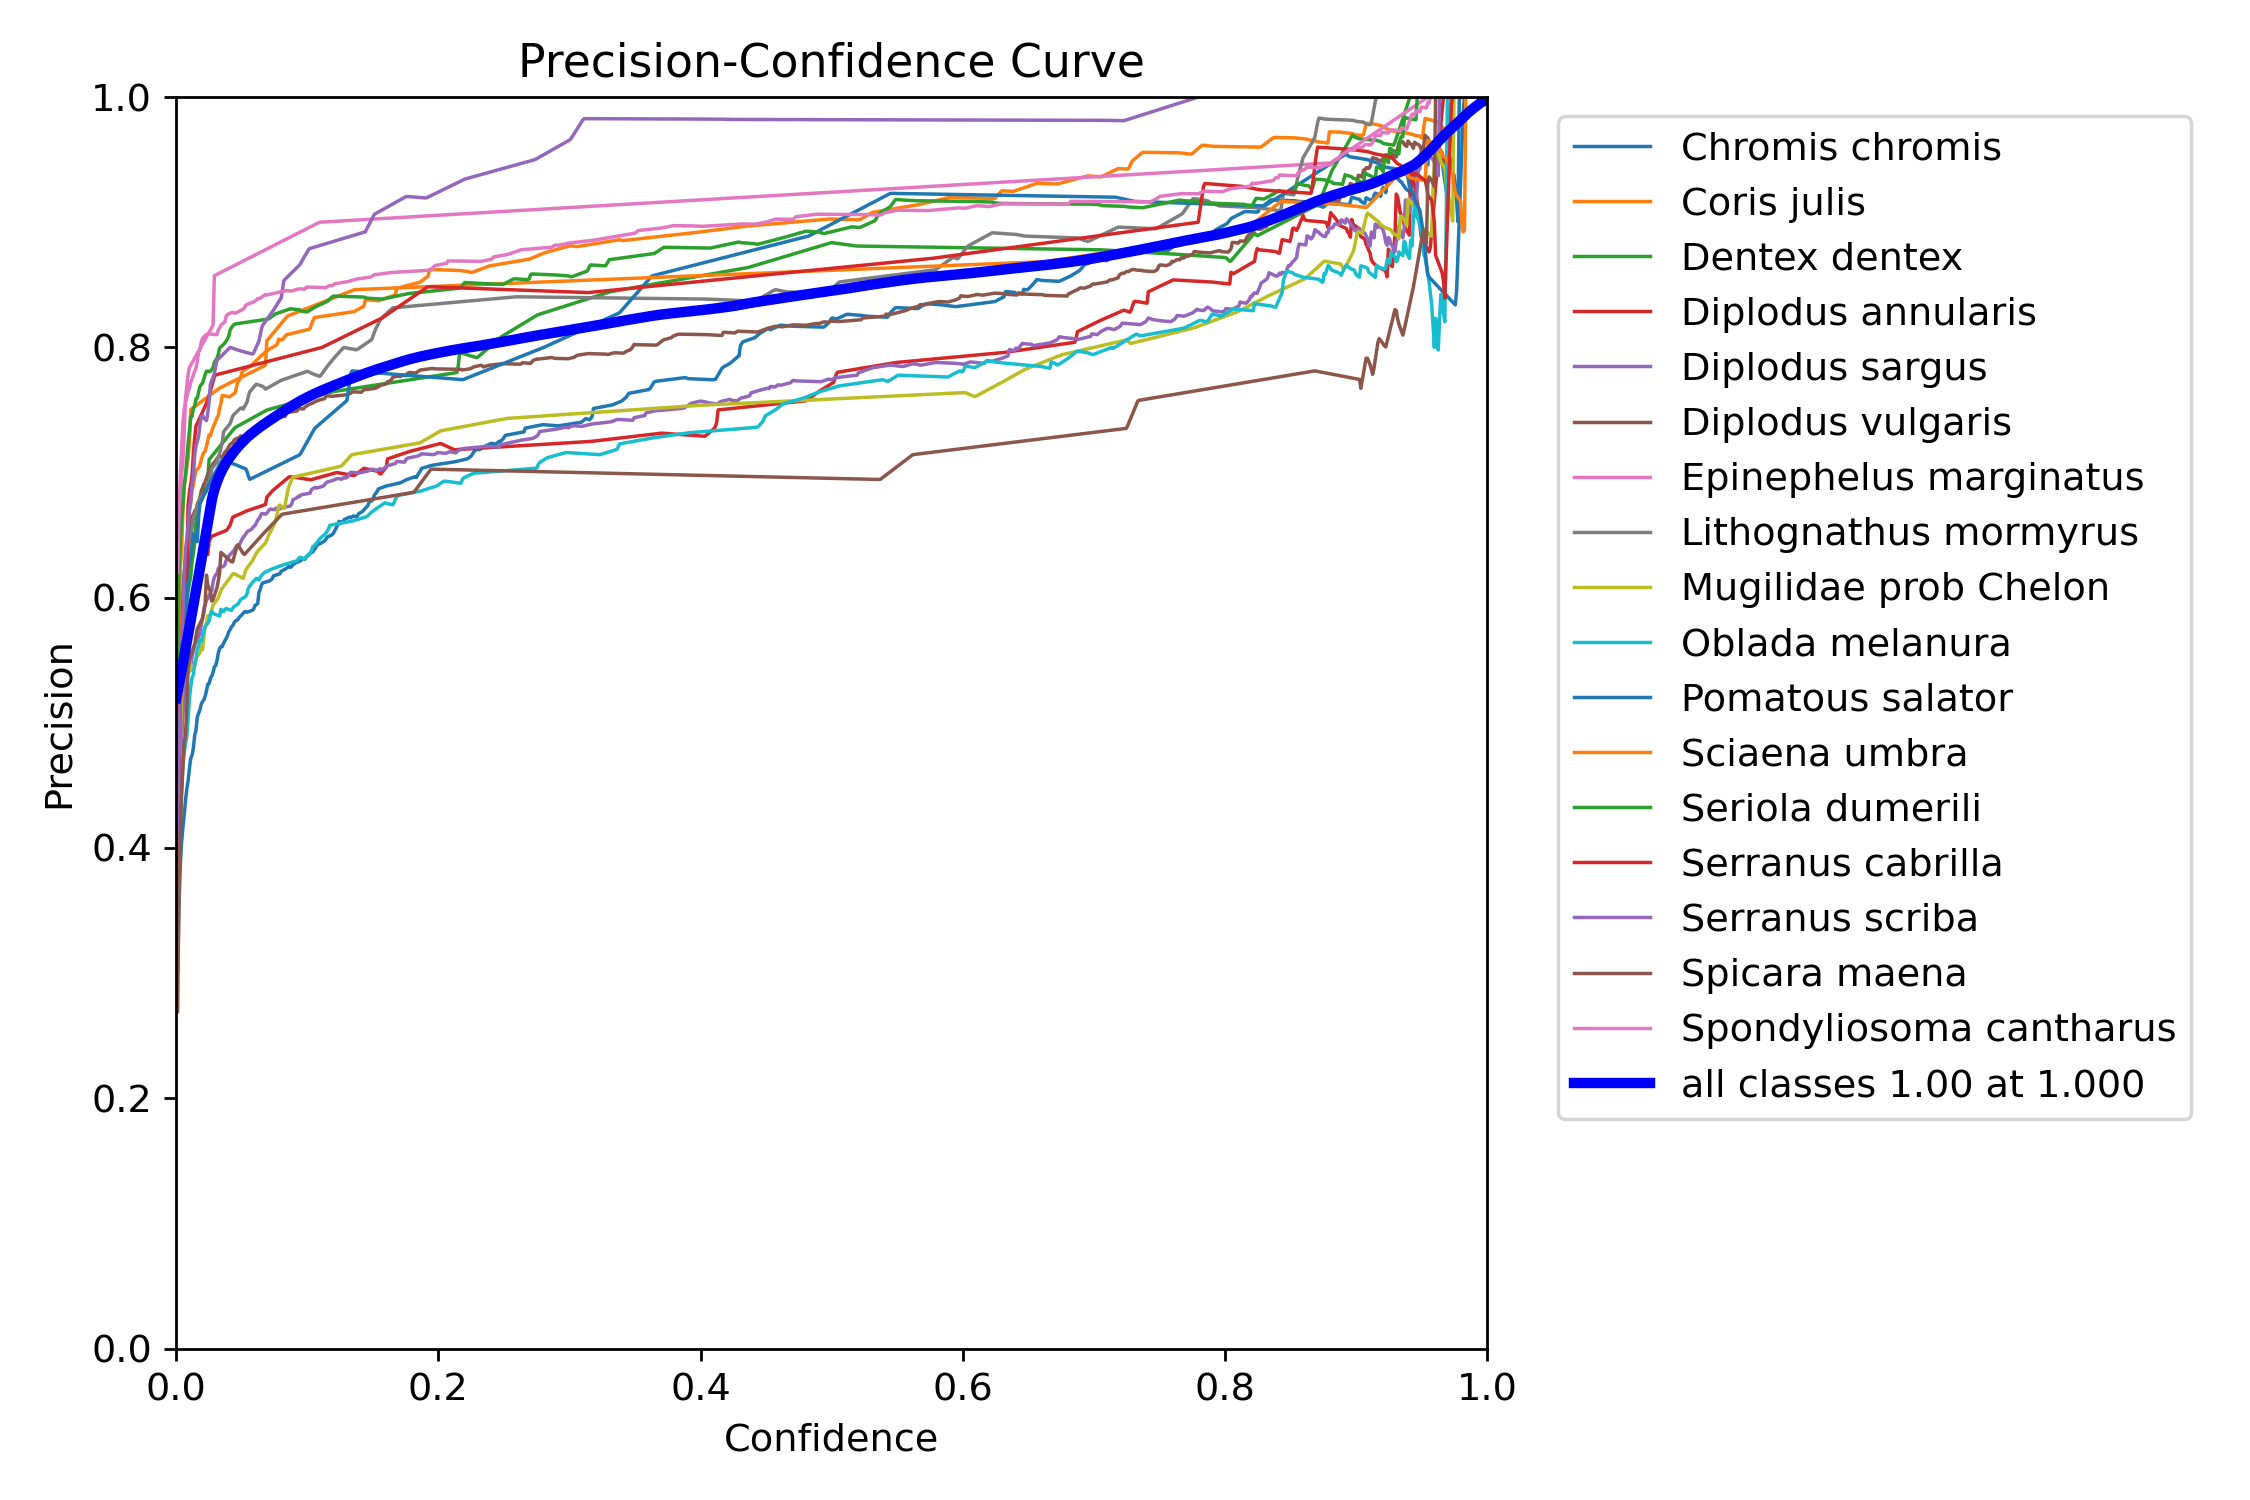 Precision-Confidence Curve
1.0
0.8
0.6
0.4
0.2
0.0
Precision
0.0 0.2 0.4 0.6 0.8 1.0
Confidence
Chromis chromis
Coris julis
Dentex dentex
Diplodus annularis
Diplodus sargus
Diplodus vulgaris
Epinephelus marginatus
Lithognathus mormyrus
Mugilidae prob Chelon
Oblada melanura
Pomatous salator
Sciaena umbra
Seriola dumerili
Serranus cabrilla
Serranus scriba
Spicara maena
Spondyliosoma cantharus
all classes 1.00 at 1.000